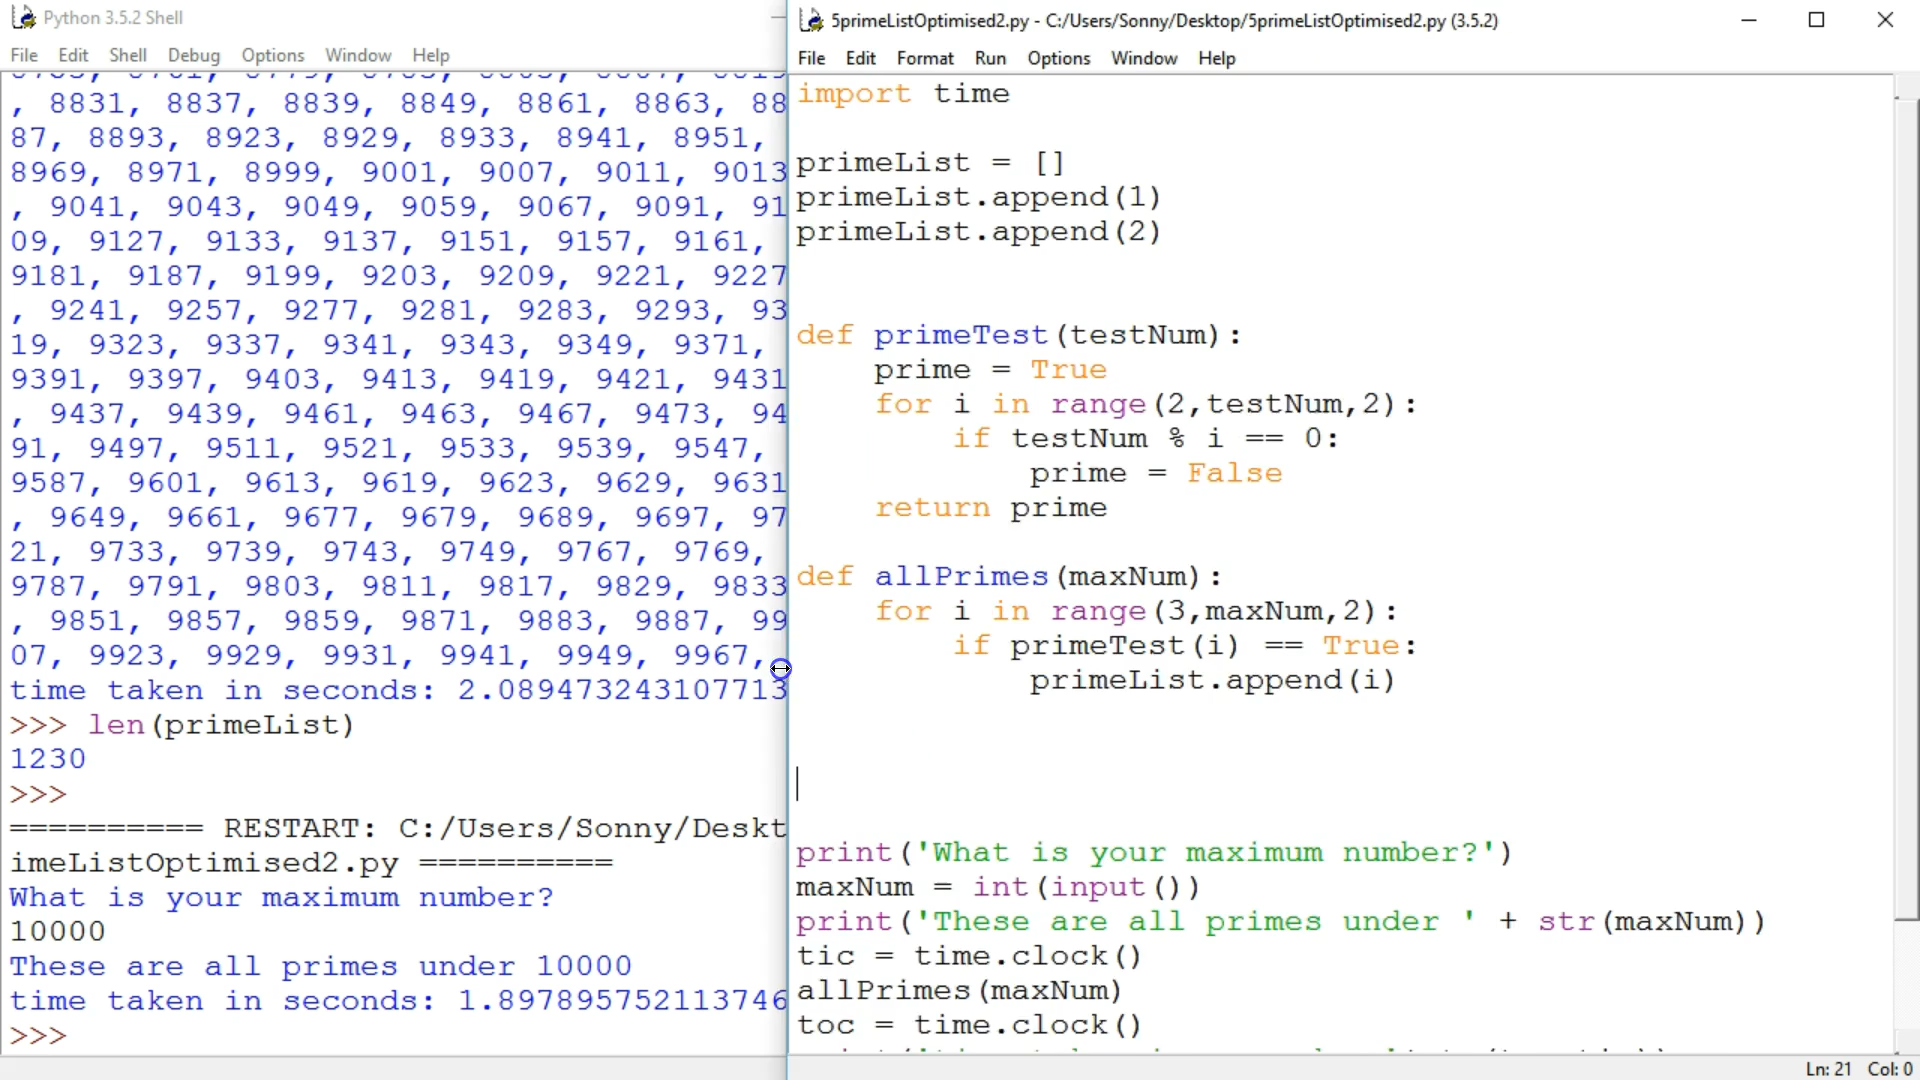 Python 3.5.2 Shell
File Edit Shell Debug Options Window Help
, 8831, 8837, 8839, 8849, 8861, 8863, 88
87, 8893, 8923, 8929, 8933, 8941, 8951,
8969, 8971, 8999, 9001, 9007, 9011, 9013
, 9041, 9043, 9049, 9059, 9067, 9091, 91
09, 9127, 9133, 9137, 9151, 9157, 9161,
9181, 9187, 9199, 9203, 9209, 9221, 9227
, 9241, 9257, 9277, 9281, 9283, 9293, 93
19, 9323, 9337, 9341, 9343, 9349, 9371,
9391, 9397, 9403, 9413, 9419, 9421, 9431
, 9437, 9439, 9461, 9463, 9467, 9473, 94
91, 9497, 9511, 9521, 9533, 9539, 9547,
9587, 9601, 9613, 9619, 9623, 9629, 9631
, 9649, 9661, 9677, 9679, 9689, 9697, 97
21, 9733, 9739, 9743, 9749, 9767, 9769,
9787, 9791, 9803, 9811, 9817, 9829, 9833
, 9851, 9857, 9859, 9871, 9883, 9887, 99
07, 9923, 9929, 9931, 9941, 9949, 9967,
time taken in seconds: 2.089473243107713
>>> len(primeList)
1230
>>>
========== RESTART: C:/Users/Sonny/Deskt
imeListOptimised2.py ==========
What is your maximum number?
10000
These are all primes under 10000
time taken in seconds: 1.897895752113746
>>>
5primeListOptimised2.py - C:/Users/Sonny/Desktop/5primeListOptimised2.py (3.5.2)
File Edit Format Run Options Window Help
import time
primeList = []
primeList.append(1)
primeList.append(2)
def primeTest(testNum):
    prime = True
    for i in range(2,testNum,2):
        if testNum % i == 0:
            prime = False
    return prime
def allPrimes(maxNum):
    for i in range(3,maxNum,2):
        if primeTest(i) == True:
            primeList.append(i)
print('What is your maximum number?')
maxNum = int(input())
print('These are all primes under ' + str(maxNum))
tic = time.clock()
allPrimes(maxNum)
toc = time.clock()
Ln: 21 Col: 0